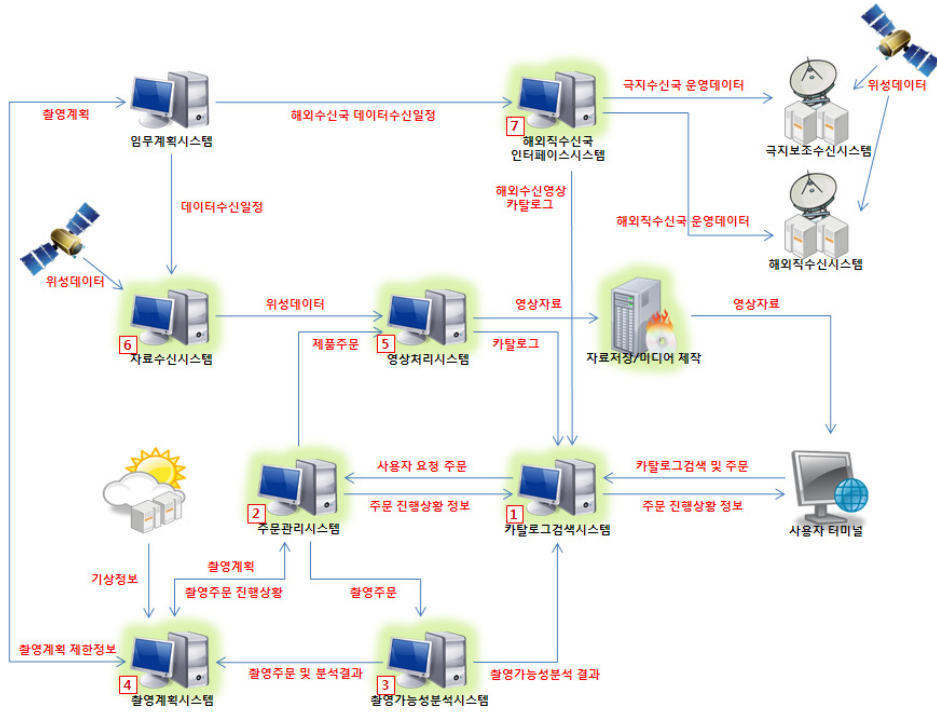 위성데이터
촬영계획
임무계획시스템
해외수신국 데이터수신일정
7
해외직수신국
인터페이스시스템
극지수신국 운영데이터
극지보조수신시스템
데이터수신일정
해외수신영상
카탈로그
해외직수신국 운영데이터
해외직수신시스템
위성데이터
6
자료수신시스템
위성데이터
제품주문
5
영상처리시스템
영상자료
카탈로그
자료저장/미디어 제작
영상자료
기상정보
2
주문관리시스템
사용자 요청 주문
주문 진행상황 정보
1
카탈로그검색시스템
카탈로그검색 및 주문
주문 진행상황 정보
사용자 터미널
촬영계획
촬영주문 진행상황
촬영주문
촬영계획 제한정보
4
촬영계획시스템
촬영주문 및 분석결과
3
촬영가능성분석시스템
촬영가능성분석 결과